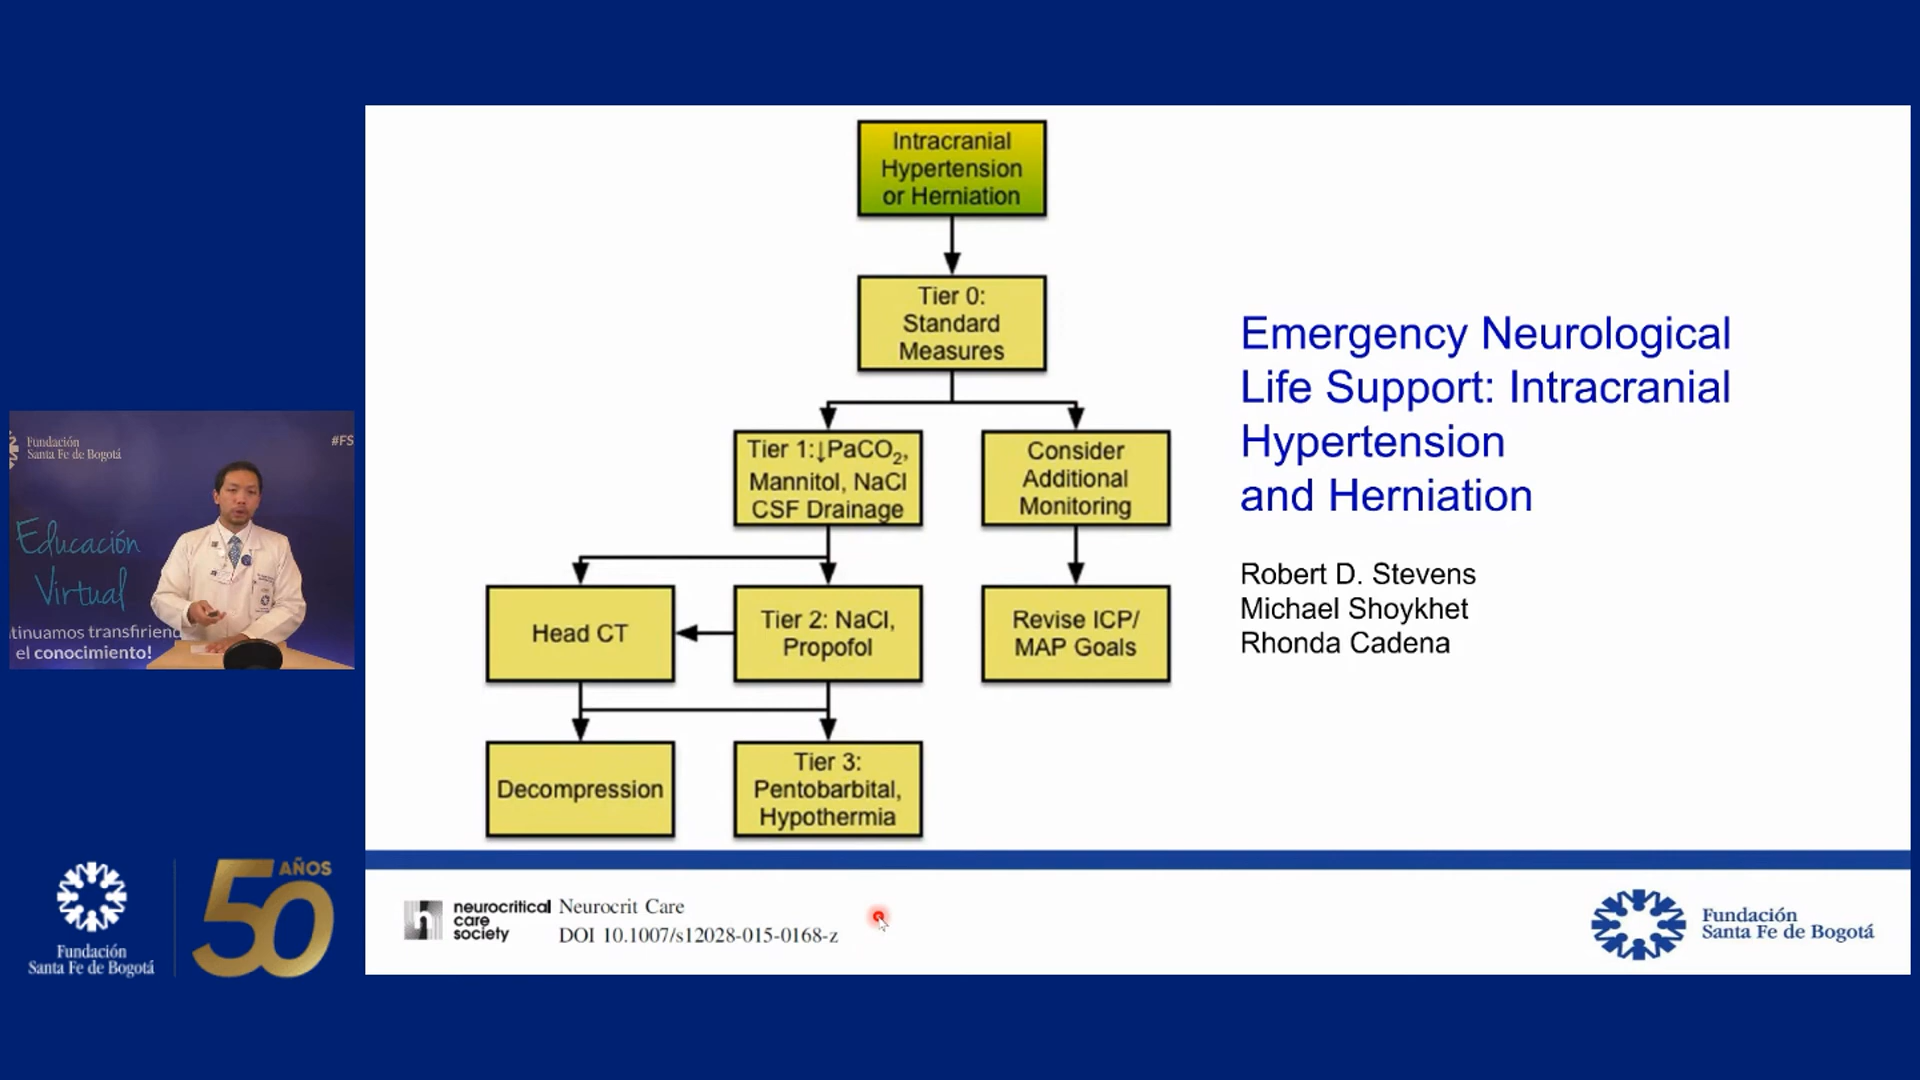 Intracranial
Hypertension
or Herniation
Tier 0:
Standard
Measures
Tier 1:↓PaCO₂,
Mannitol, NaCl
CSF Drainage
Consider
Additional
Monitoring
Head CT
Tier 2: NaCl,
Propofol
Revise ICP/
MAP Goals
Decompression
Tier 3:
Pentobarbital,
Hypothermia
Emergency Neurological
Life Support: Intracranial
Hypertension
and Herniation
Robert D. Stevens
Michael Shoykhet
Rhonda Cadena
neurocritical
care
society
Neurocrit Care
DOI 10.1007/s12028-015-0168-z
Fundación
Santa Fe de Bogotá
Fundación
Santa Fe de Bogotá
#FS
Educación
Virtual
tinuamos transfiriend
el conocimiento!
Fundación
Santa Fe de Bogotá
50 AÑOS